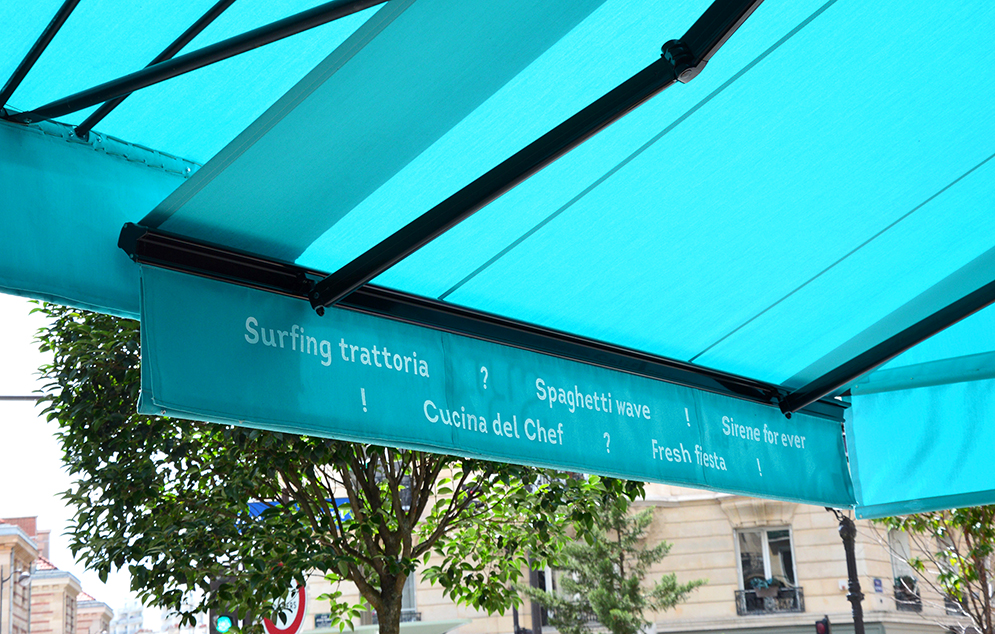 Surfing trattoria ? Spaghetti wave ! Sirene for ever
! Cucina del Chef ? Fresh fiesta !